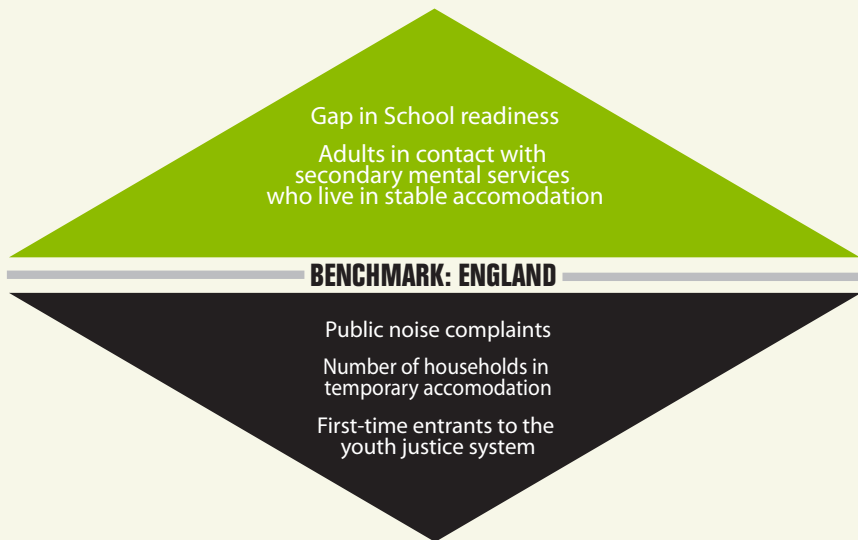 Gap in School readiness
Adults in contact with
secondary mental services
who live in stable accomodation
BENCHMARK: ENGLAND
Public noise complaints
Number of households in
temporary accomodation
First-time entrants to the
youth justice system